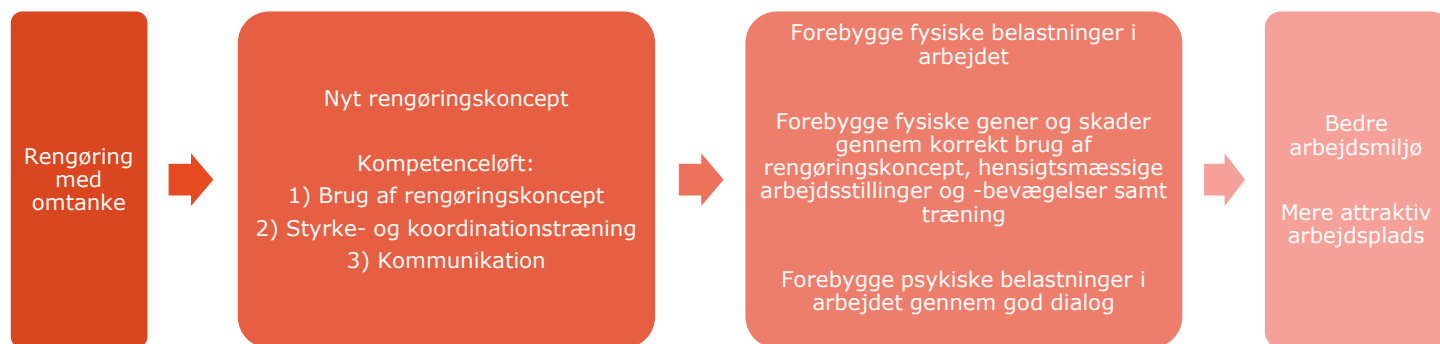 Rengøring
med
omtanke
Nyt rengøringskoncept
Kompetenceløft:
1) Brug af rengøringskoncept
2) Styrke- og koordinationstræning
3) Kommunikation
Forebygge fysiske belastninger i
arbejdet
Forebygge fysiske gener og skader
gennem korrekt brug af
rengøringskoncept, hensigtsmæssige
arbejdsstillinger og -bevægelser samt
træning
Forebygge psykiske belastninger i
arbejdet gennem god dialog
Bedre
arbejdsmiljø
Mere attraktiv
arbejdsplads